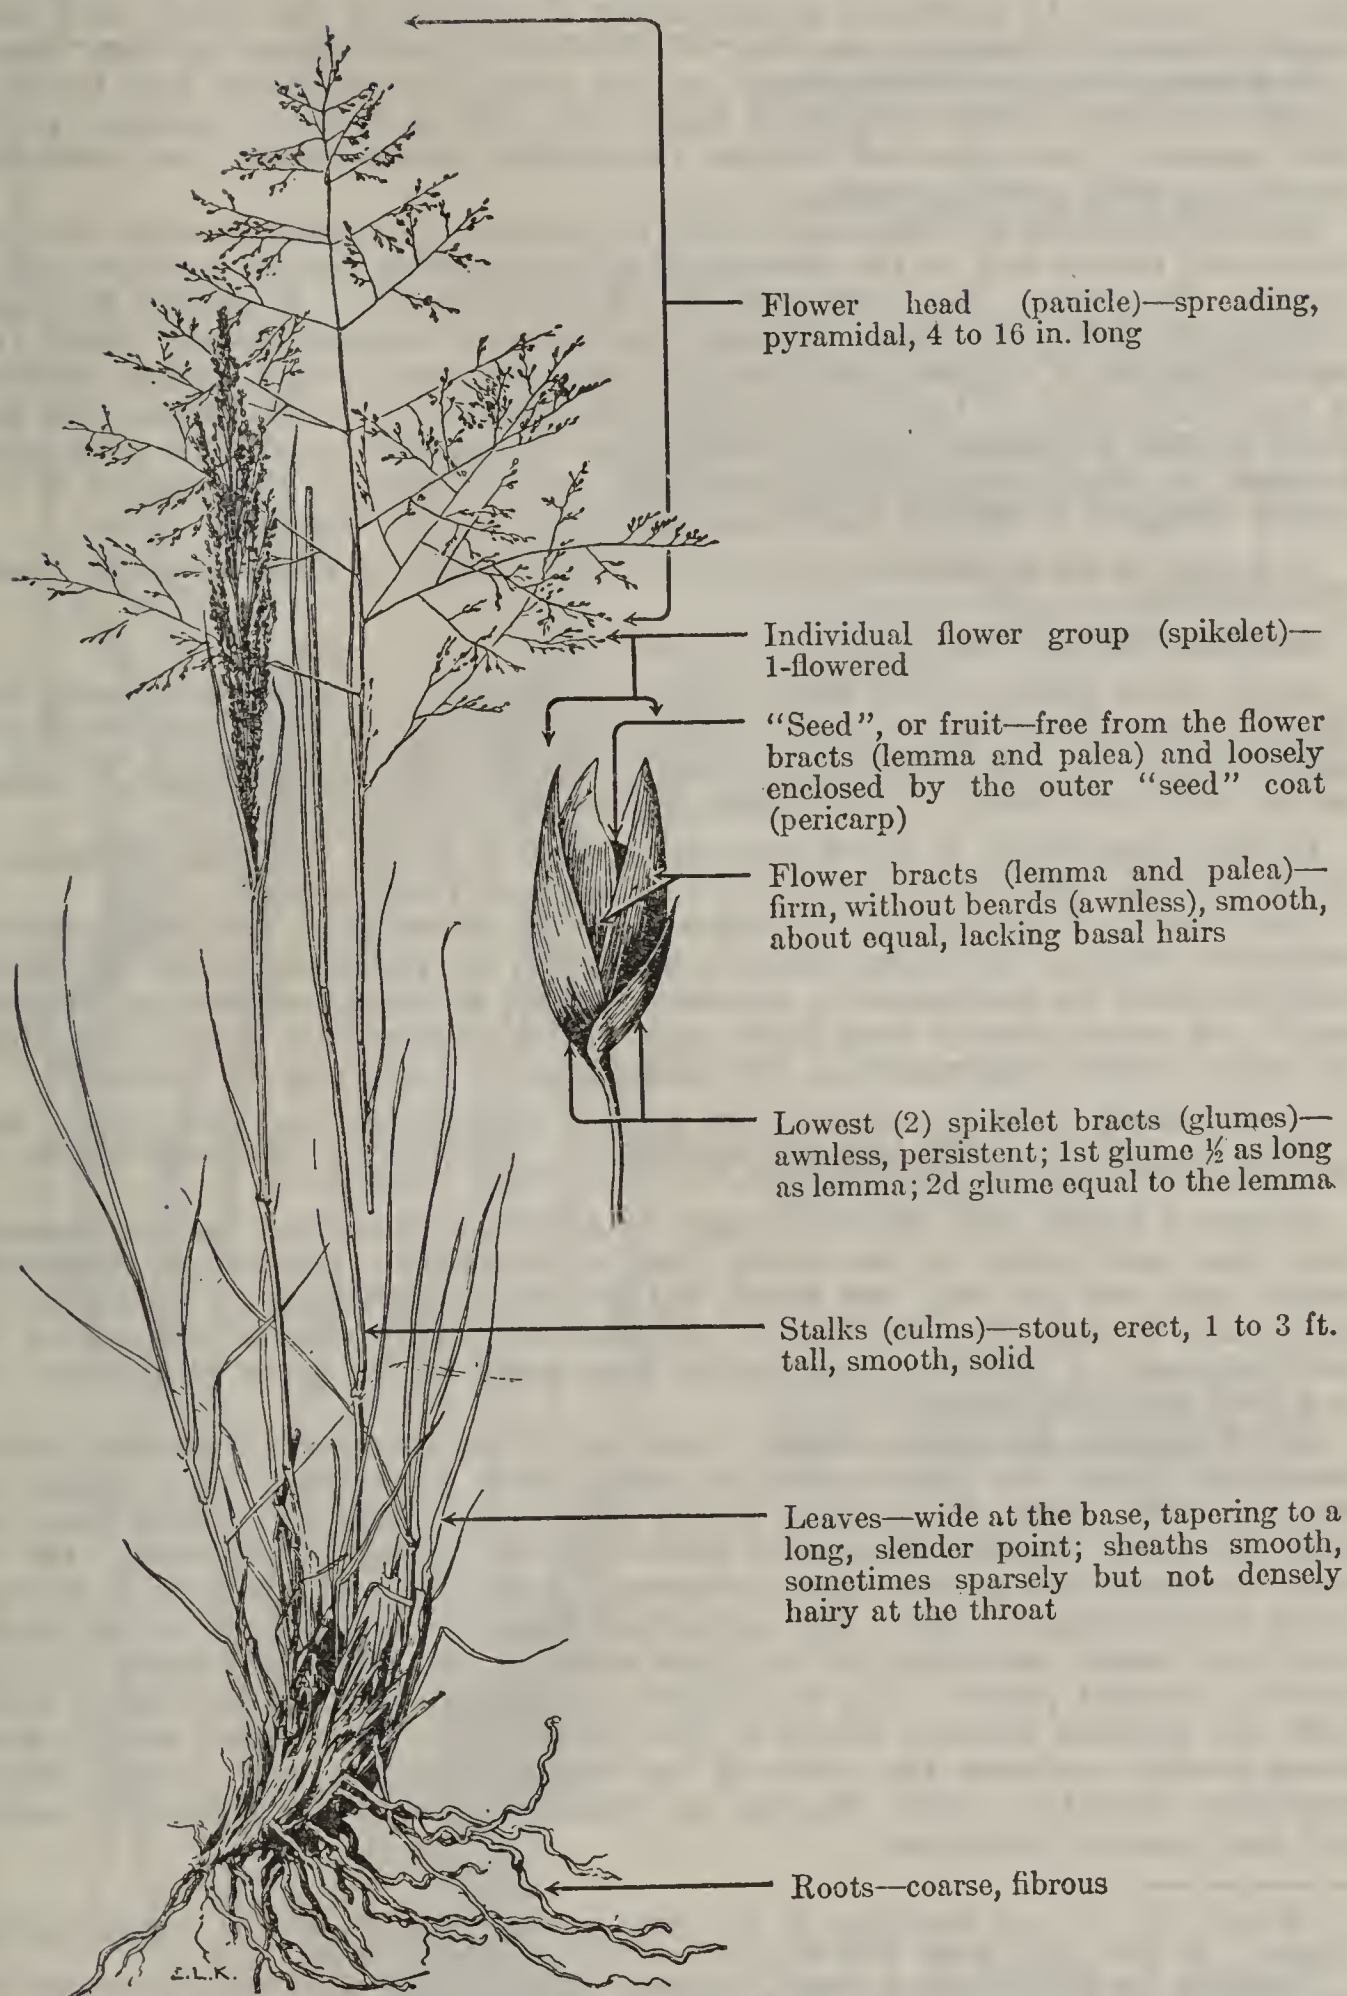 Flower head (panicle)—spreading,
pyramidal, 4 to 16 in. long
Individual flower group (spikelet)—
1-flowered
“Seed”, or fruit—free from the flower
bracts (lemma and palea) and loosely
enclosed by the outer “seed” coat
(pericarp)
Flower bracts (lemma and palea)—
firm, without beards (awnless), smooth,
about equal, lacking basal hairs
Lowest (2) spikelet bracts (glumes)—
awnless, persistent; 1st glume ½ as long
as lemma; 2d glume equal to the lemma
Stalks (culms)—stout, erect, 1 to 3 ft.
tall, smooth, solid
Leaves—wide at the base, tapering to a
long, slender point; sheaths smooth,
sometimes sparsely but not densely
hairy at the throat
Roots—coarse, fibrous
E.L.K.